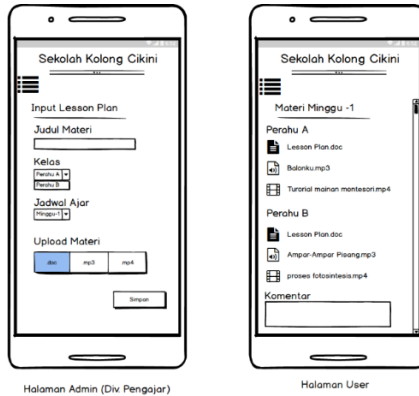 Sekolah Kolong Cikini
Input Lesson Plan
Judul Materi
Kelas
Perahu A
Perahu B
Jadwal Ajar
Minggu-1
Upload Materi
.doc mp3 mp4
Simpan
Halaman Admin (Div. Pengajar)
Sekolah Kolong Cikini
Materi Minggu -1
Perahu A
Lesson Plan.doc
Balonku.mp3
Turorial mainan montesori.mp4
Perahu B
Lesson Plan.doc
Ampar-Ampar Pisang.mp3
proses fotosintesis.mp4
Komentar
Halaman User